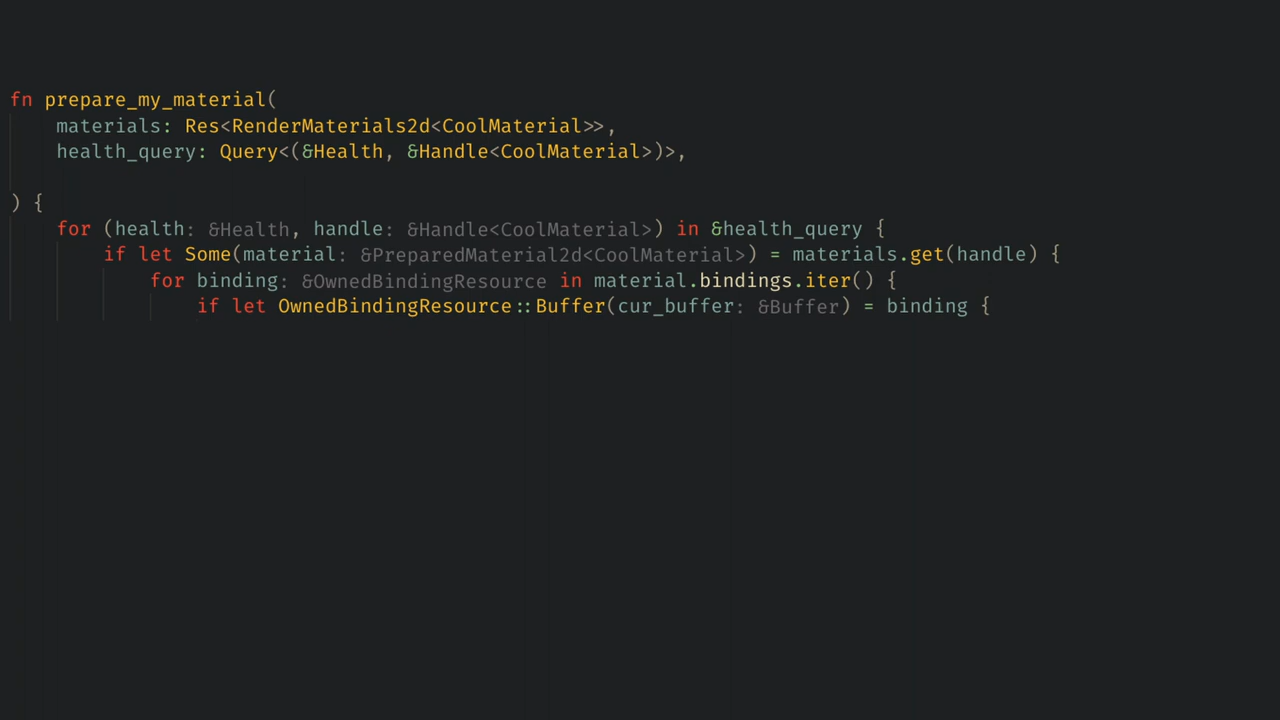 fn prepare_my_material(
    materials: Res<RenderMaterials2d<CoolMaterial>>,
    health_query: Query<(&Health, &Handle<CoolMaterial>)>,
) {
    for (health: &Health, handle: &Handle<CoolMaterial>) in &health_query {
        if let Some(material: &PreparedMaterial2d<CoolMaterial>) = materials.get(handle) {
            for binding: &OwnedBindingResource in material.bindings.iter() {
                if let OwnedBindingResource::Buffer(cur_buffer: &Buffer) = binding {